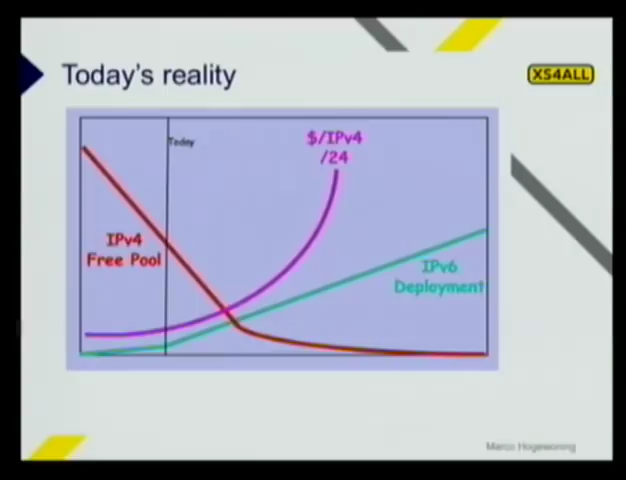 Today's reality
XS4ALL
Today
$/IPv4
/24
IPv4
Free Pool
IPv6
Deployment
Marco Hogewoning